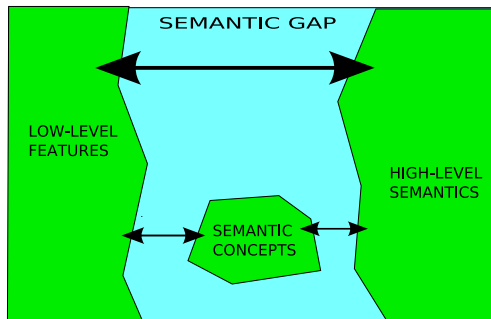 SEMANTIC GAP
LOW-LEVEL
FEATURES
HIGH-LEVEL
SEMANTICS
SEMANTIC
CONCEPTS